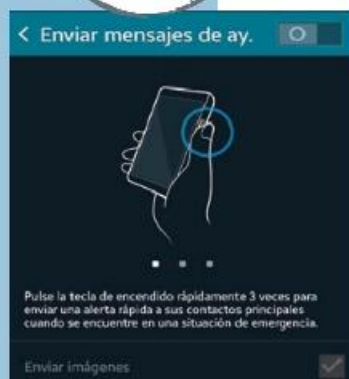 < Enviar mensajes de ay.
Pulse la tecla de encendido rápidamente 3 veces para
enviar una alerta rápida a sus contactos principales
cuando se encuentre en una situación de emergencia.
Enviar imágenes